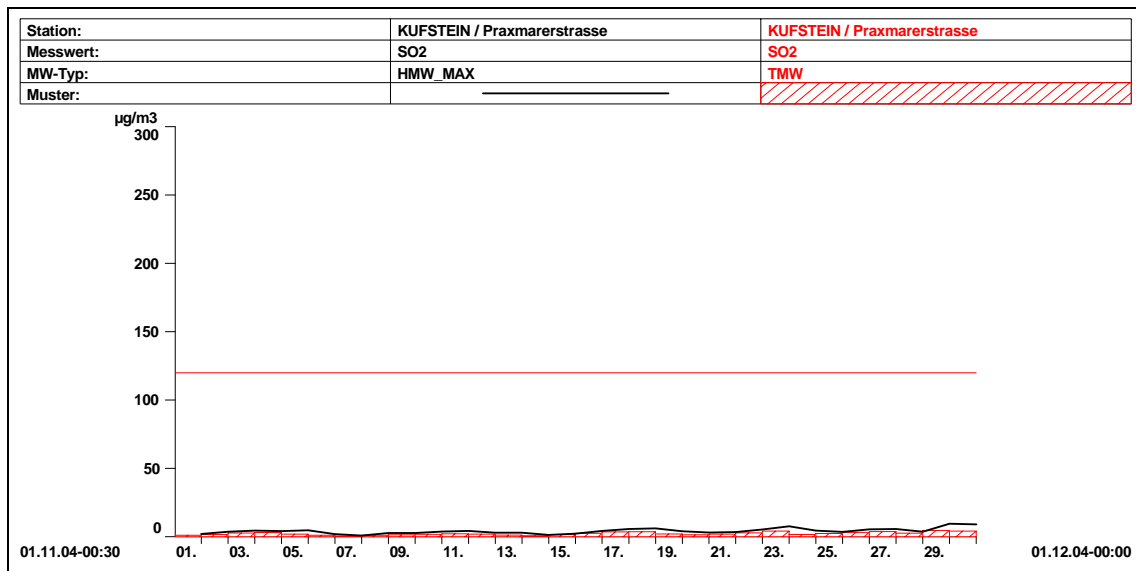 Station: KUFSTEIN / Praxmarerstrasse KUFSTEIN / Praxmarerstrasse
Messwert: SO2 SO2
MW-Typ: HMW_MAX TMW
Muster:
µg/m3
300
250
200
150
100
50
0
01.11.04-00:30 01. 03. 05. 07. 09. 11. 13. 15. 17. 19. 21. 23. 25. 27. 29. 01.12.04-00:00